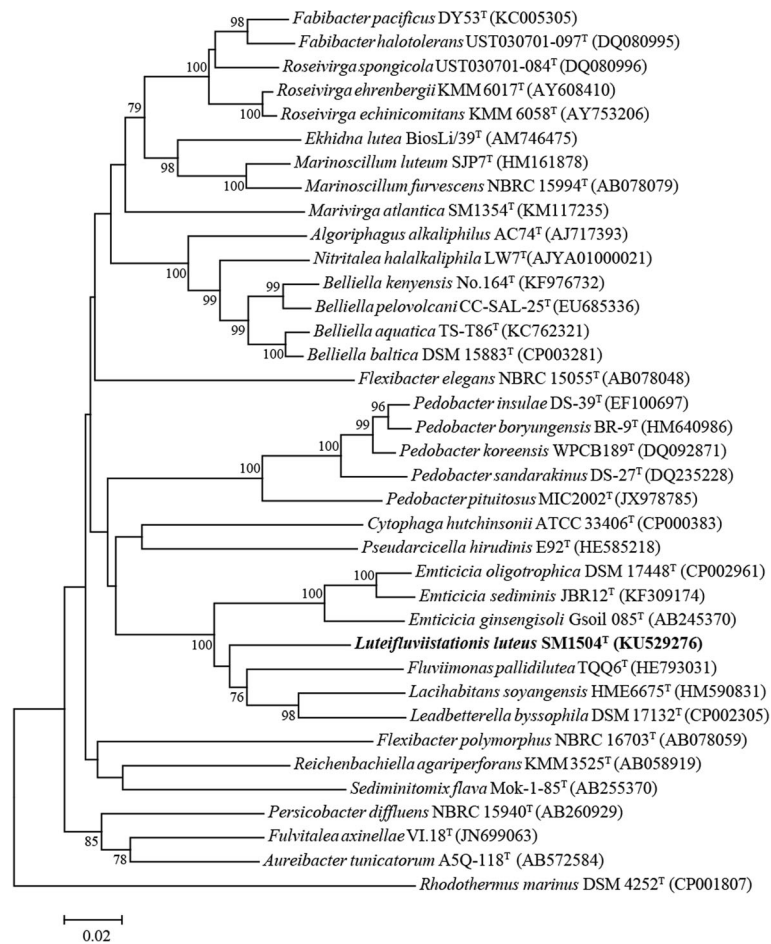 98
Fabibacter pacificus DY53ᵀ (KC005305)
Fabibacter halotolerans UST030701-097ᵀ (DQ080995)
100
Roseivirga spongicola UST030701-084ᵀ (DQ080996)
Roseivirga ehrenbergii KMM 6017ᵀ (AY608410)
79
100
Roseivirga echinicomitans KMM 6058ᵀ (AY753206)
Ekhidna lutea BiosLi/39ᵀ (AM746475)
98
Marinoscillum luteum SJP7ᵀ (HM161878)
100
Marinoscillum furvescens NBRC 15994ᵀ (AB078079)
Marivirga atlantica SM1354ᵀ (KM117235)
Algoriphagus alkaliphilus AC74ᵀ (AJ717393)
100
Nitritalea halalkaliphila LW7ᵀ (AJYA01000021)
99
99
Belliella kenyensis No.164ᵀ (KF976732)
Belliella pelovolcani CC-SAL-25ᵀ (EU685336)
99
Belliella aquatica TS-T86ᵀ (KC762321)
100
Belliella baltica DSM 15883ᵀ (CP003281)
Flexibacter elegans NBRC 15055ᵀ (AB078048)
96
Pedobacter insulae DS-39ᵀ (EF100697)
99
Pedobacter boryungensis BR-9ᵀ (HM640986)
100
Pedobacter koreensis WPCB189ᵀ (DQ092871)
100
Pedobacter sandarakinus DS-27ᵀ (DQ235228)
Pedobacter pituitosus MIC2002ᵀ (JX978785)
Cytophaga hutchinsonii ATCC 33406ᵀ (CP000383)
Pseudarcicella hirudinis E92ᵀ (HE585218)
100
Emticicia oligotrophica DSM 17448ᵀ (CP002961)
100
Emticicia sediminis JBR12ᵀ (KF309174)
Emticicia ginsengisoli Gsoil 085ᵀ (AB245370)
100
Luteifluviistationis luteus SM1504ᵀ (KU529276)
Fluviimonas pallidilutea TQQ6ᵀ (HE793031)
76
Lacihabitans soyangensis HME6675ᵀ (HM590831)
98
Leadbetterella byssophila DSM 17132ᵀ (CP002305)
Flexibacter polymorphus NBRC 16703ᵀ (AB078059)
Reichenbachiella agariperforans KMM 3525ᵀ (AB058919)
Sediminitomix flava Mok-1-85ᵀ (AB255370)
Persicobacter diffluens NBRC 15940ᵀ (AB260929)
85
Fulvitalea axinellae VI.18ᵀ (JN699063)
78
Aureibacter tunicatorum A5Q-118ᵀ (AB572584)
Rhodothermus marinus DSM 4252ᵀ (CP001807)
0.02